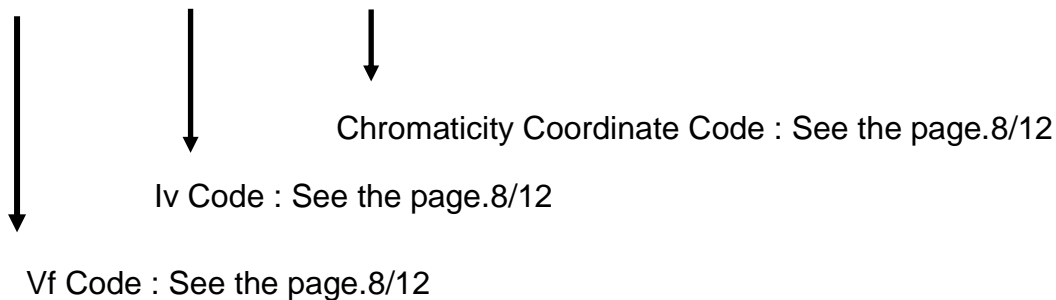 Chromaticity Coordinate Code : See the page.8/12
Iv Code : See the page.8/12
Vf Code : See the page.8/12